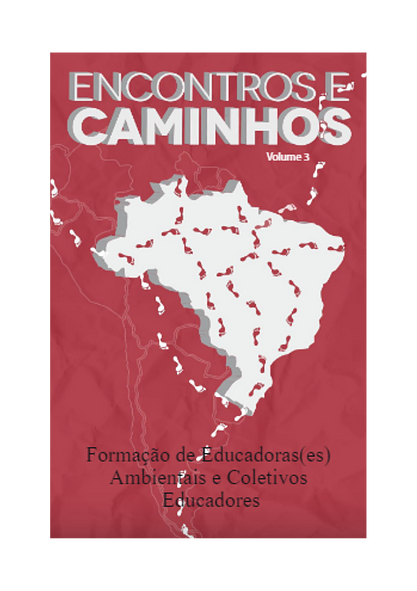 ENCONTROS E
CAMINHOS
Volume 3
Formação de Educadoras(es)
Ambientais e Coletivos
Educadores